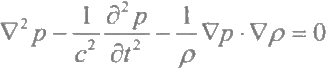 ∇²p − (1/c²) (∂²p/∂t²) − (1/ρ) ∇p · ∇ρ = 0